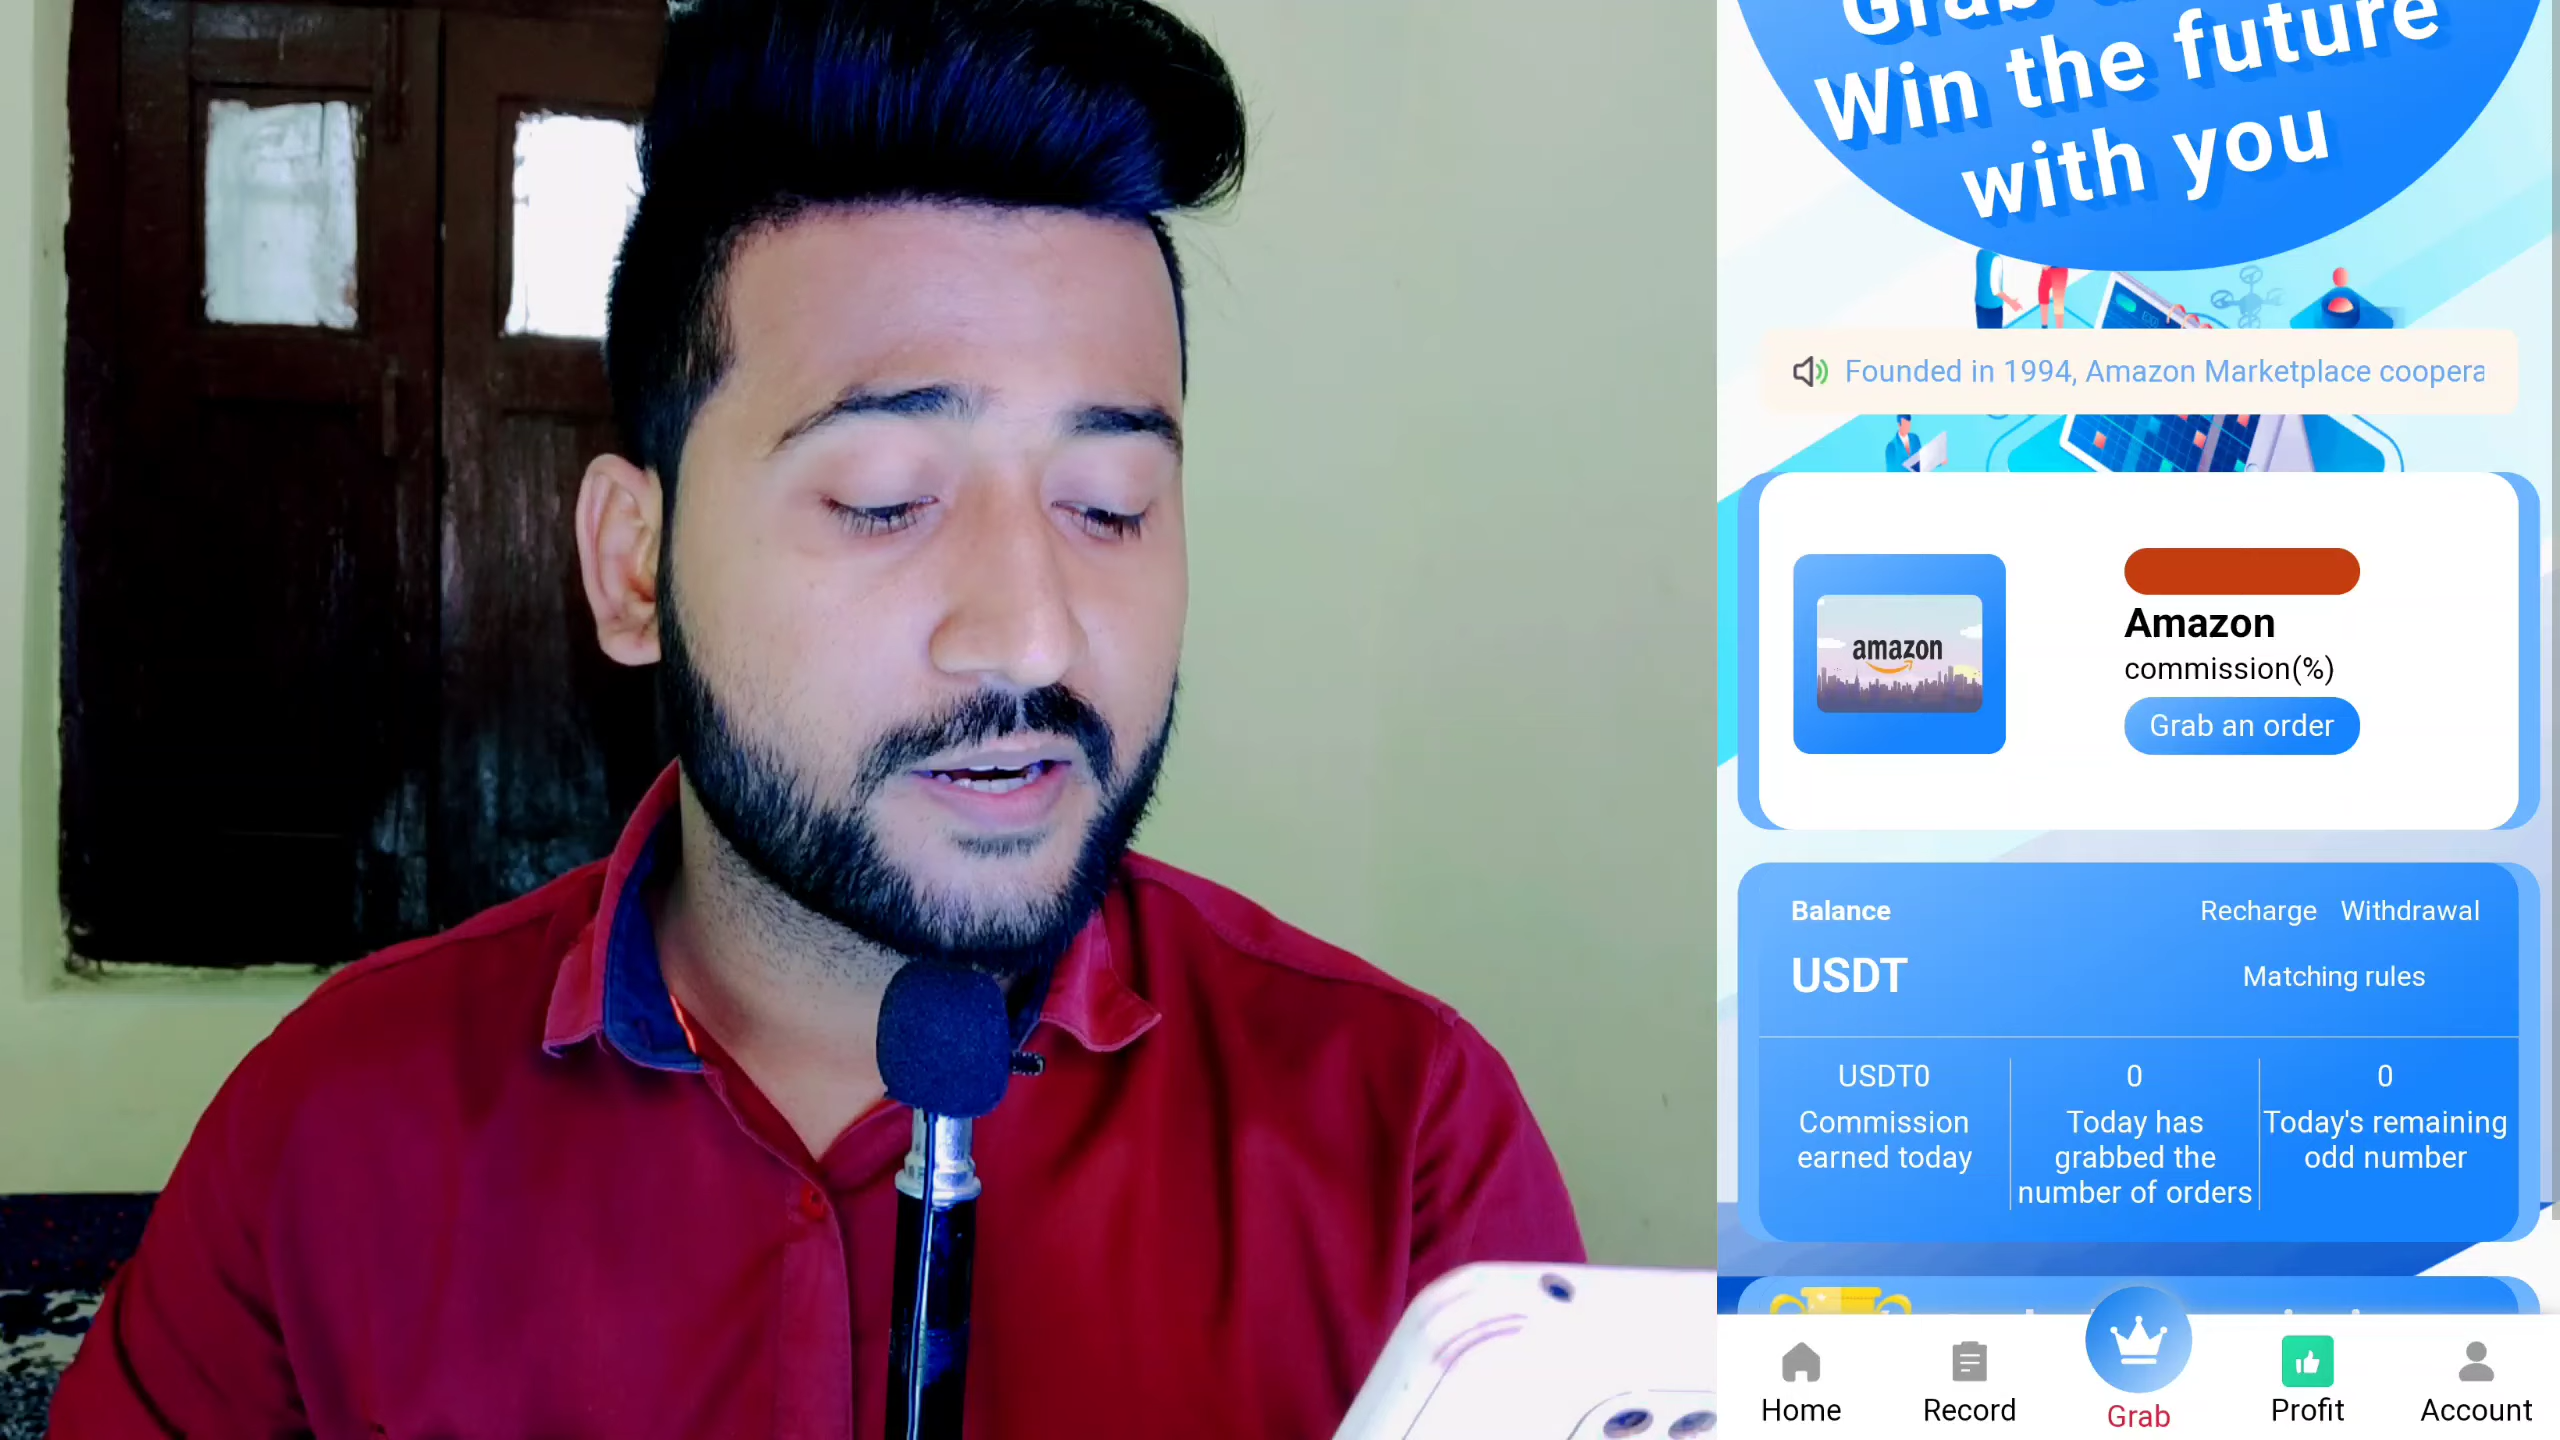 Win the future
with you
Founded in 1994, Amazon Marketplace coopera
amazon
Amazon
commission(%)
Grab an order
Balance
Recharge
Withdrawal
USDT
Matching rules
USDT0
0
0
Commission
earned today
Today has
grabbed the
number of orders
Today's remaining
odd number
Home
Record
Grab
Profit
Account